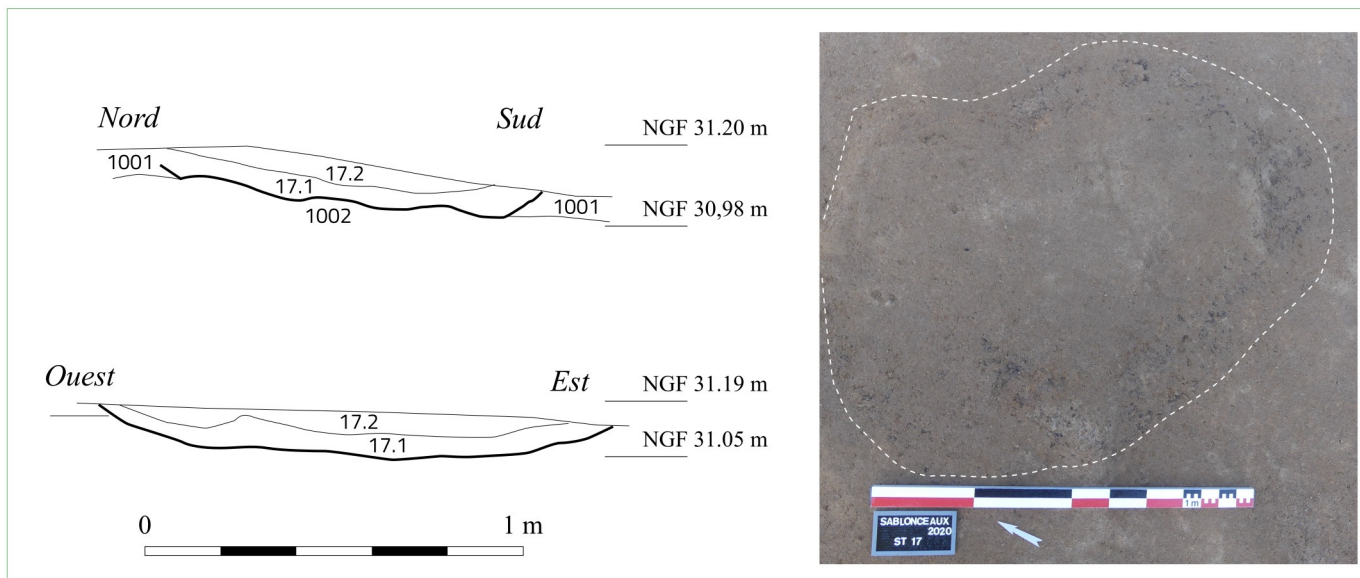 Nord
Sud
NGF 31.20 m
1001
17.2
17.1
1002
1001
NGF 30,98 m
Ouest
Est
NGF 31.19 m
17.2
17.1
NGF 31.05 m
0
1 m
1 m
SABLONCEAUX
2020
ST 17